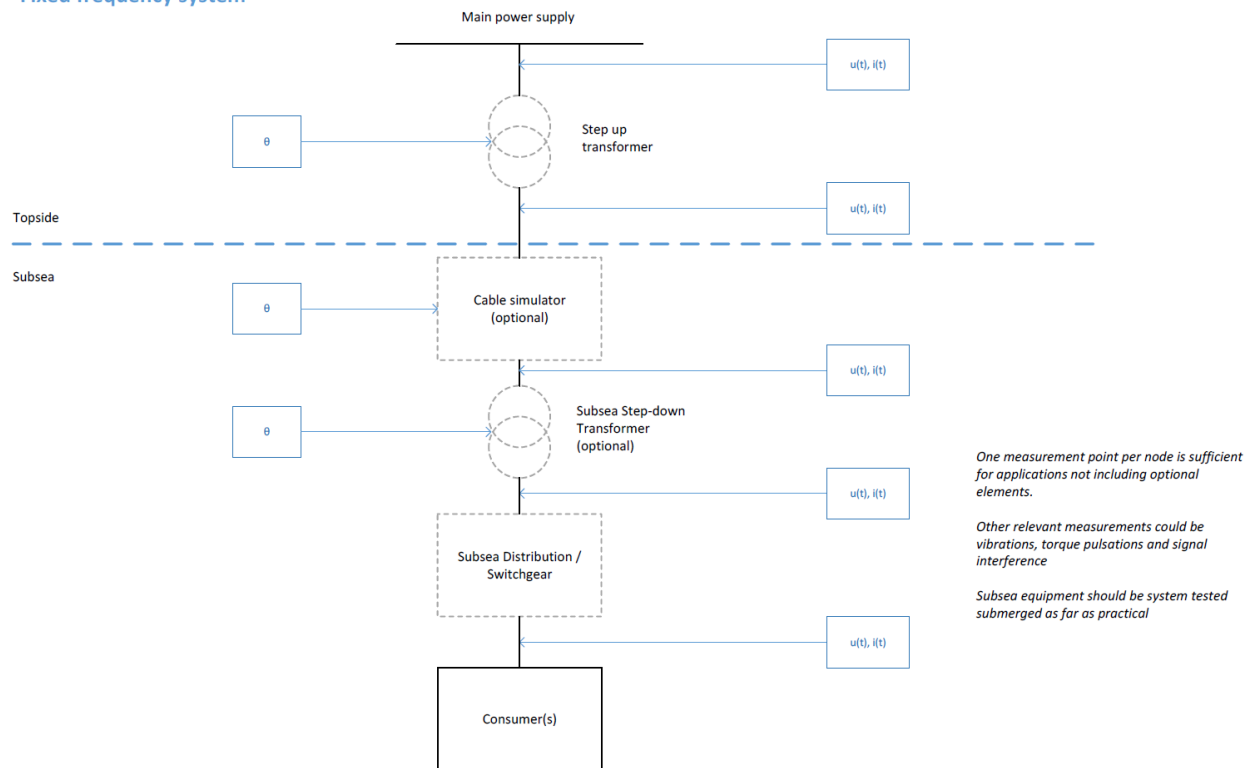 Fixed frequency system
Main power supply
u(t), i(t)
θ
Step up
transformer
u(t), i(t)
Topside
Subsea
θ
Cable simulator
(optional)
u(t), i(t)
θ
Subsea Step-down
Transformer
(optional)
One measurement point per node is sufficient
for applications not including optional
elements.
u(t), i(t)
Other relevant measurements could be
vibrations, torque pulsations and signal
interference
Subsea Distribution /
Switchgear
Subsea equipment should be system tested
submerged as far as practical
u(t), i(t)
Consumer(s)